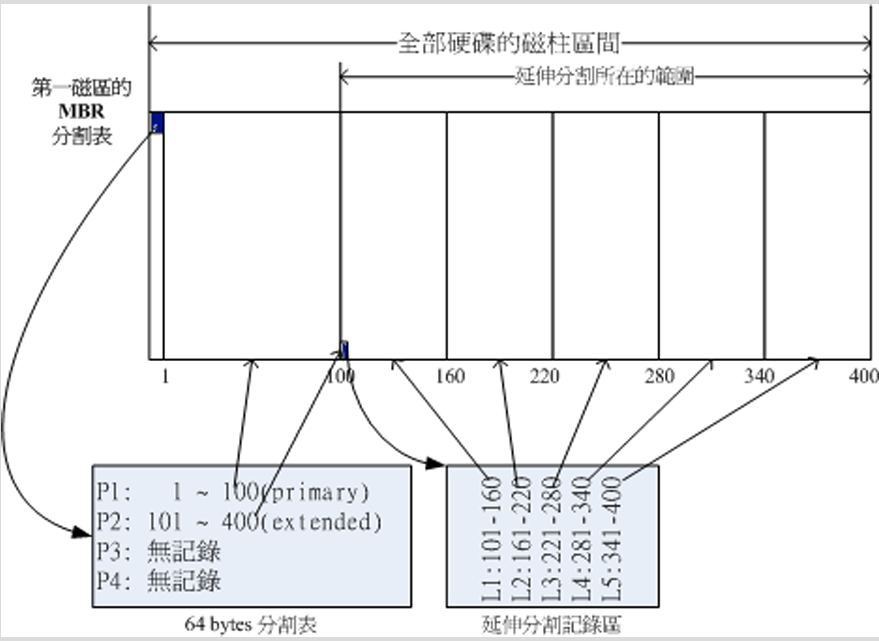 全部硬碟的磁柱區間
延伸分割所在的範圍
第一磁區的
MBR
分割表
1
100
160
220
280
340
400
P1: 1 ~ 100(primary)
P2: 101 ~ 400(extended)
P3: 無記錄
P4: 無記錄
64 bytes 分割表
L1:101-160
L2:161-220
L3:221-280
L4:281-340
L5:341-400
延伸分割記錄區